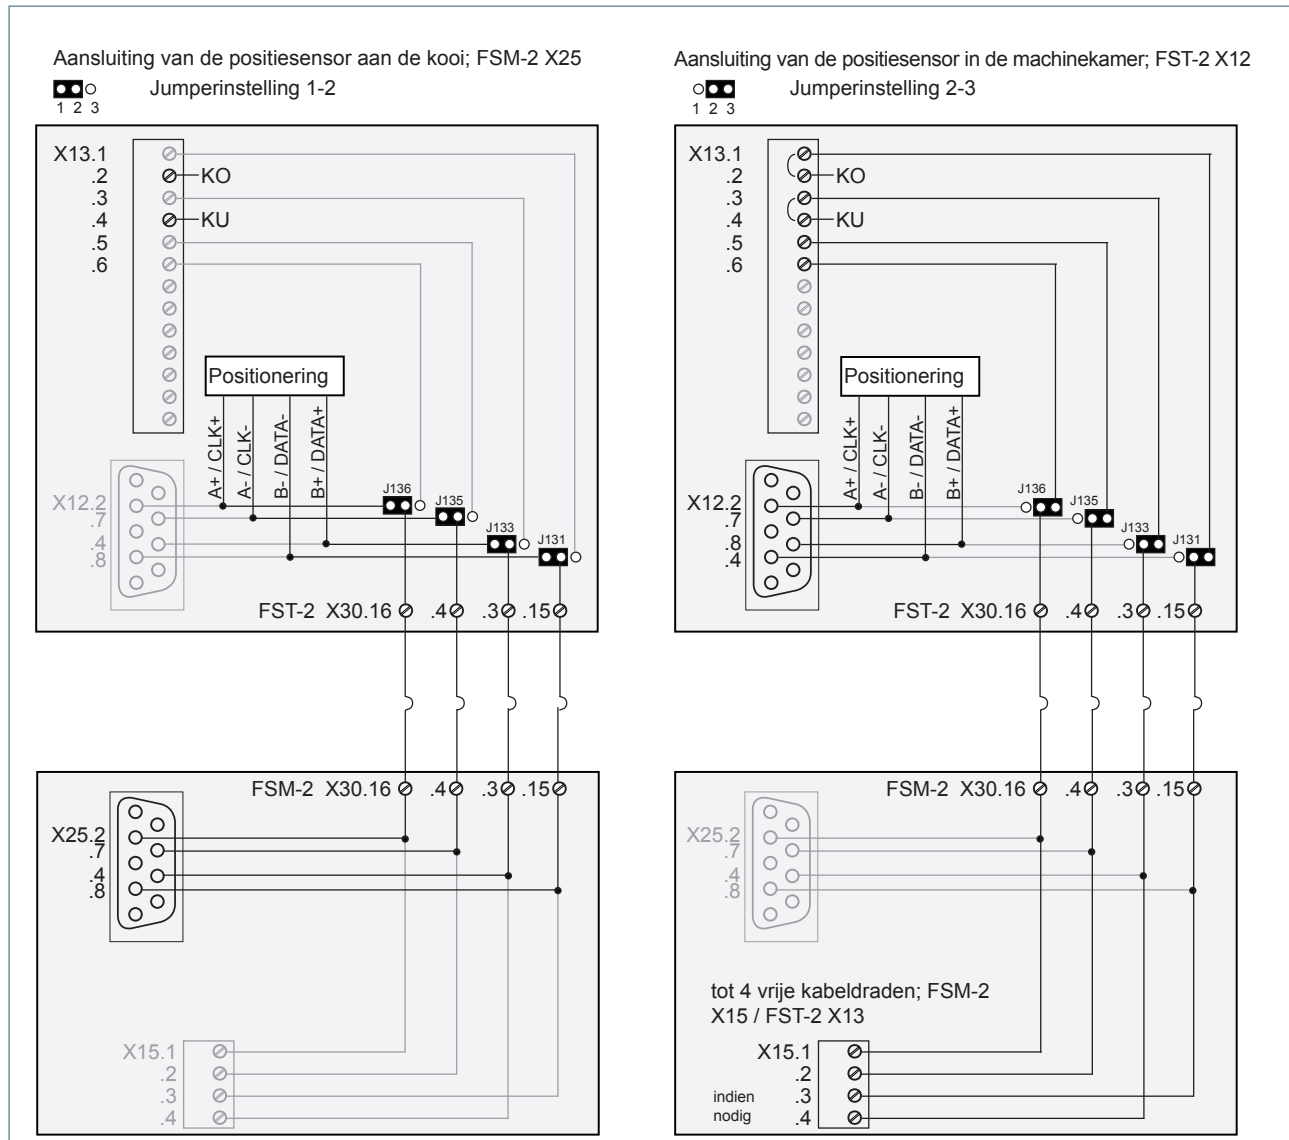 Aansluiting van de positiesensor aan de kooi; FSM-2 X25
Jumperinstelling 1-2
1 2 3
X13.1
.2
KO
.3
.4
KU
.5
.6
Positionering
A+ / CLK+
A- / CLK-
B- / DATA-
B+ / DATA+
J136
J135
J133
J131
X12.2
.7
.4
.8
FST-2 X30.16 .4 .3 .15
FSM-2 X30.16 .4 .3 .15
X25.2
.7
.4
.8
X15.1
.2
.3
.4
Aansluiting van de positiesensor in de machinekamer; FST-2 X12
Jumperinstelling 2-3
1 2 3
X13.1
.2
KO
.3
.4
KU
.5
.6
Positionering
A+ / CLK+
A- / CLK-
B- / DATA-
B+ / DATA+
J136
J135
J133
J131
X12.2
.7
.8
.4
FST-2 X30.16 .4 .3 .15
FSM-2 X30.16 .4 .3 .15
X25.2
.7
.4
.8
tot 4 vrije kabeldraden; FSM-2
X15 / FST-2 X13
X15.1
.2
indien
nodig
.3
.4